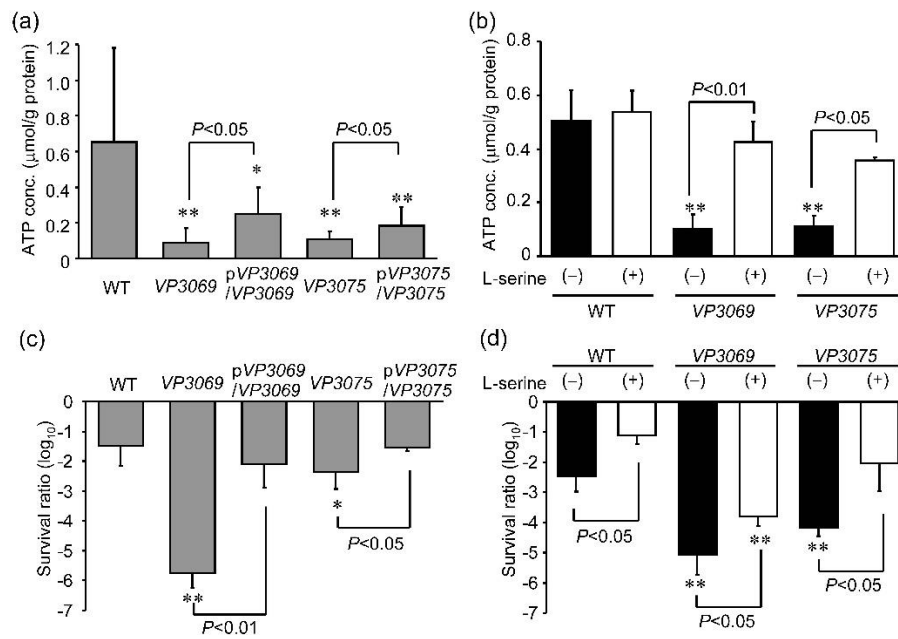 (a)
ATP conc. (μmol/g protein)
1.2
1.0
0.8
0.6
0.4
0.2
0
P<0.05
P<0.05
**
*
**
**
WT
VP3069
pVP3069
/VP3069
VP3075
pVP3075
/VP3075
(b)
ATP conc. (μmol/g protein)
0.8
0.6
0.4
0.2
0
P<0.01
P<0.05
**
**
L-serine
(−)
(+)
(−)
(+)
(−)
(+)
WT
VP3069
VP3075
(c)
WT
VP3069
pVP3069
/VP3069
VP3075
pVP3075
/VP3075
Survival ratio (log10)
0
-1
-2
-3
-4
-5
-6
-7
**
*
P<0.01
P<0.05
(d)
WT
VP3069
VP3075
L-serine
(−)
(+)
(−)
(+)
(−)
(+)
Survival ratio (log10)
0
-1
-2
-3
-4
-5
-6
-7
P<0.05
**
**
P<0.05
**
P<0.05